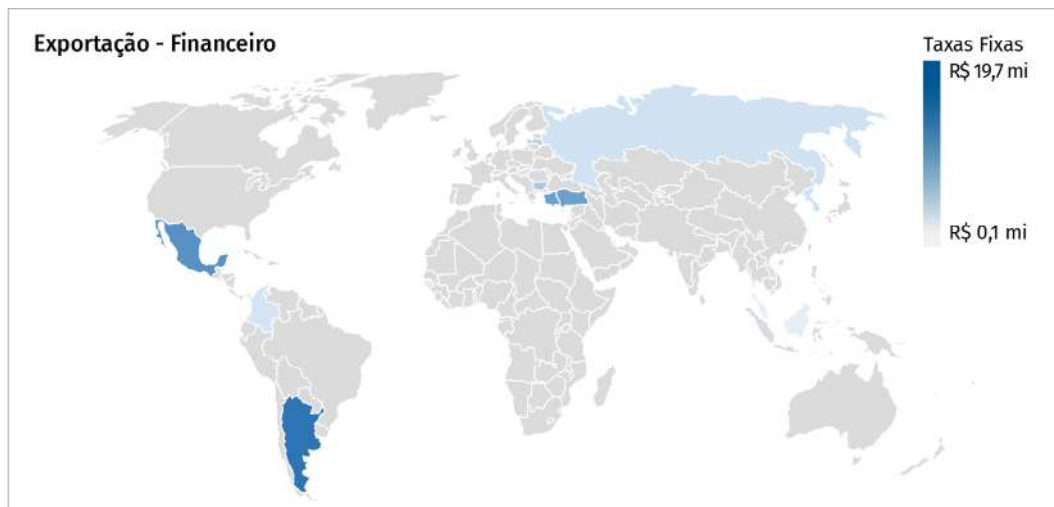 Exportação - Financeiro
Taxas Fixas
R$ 19,7 mi
R$ 0,1 mi